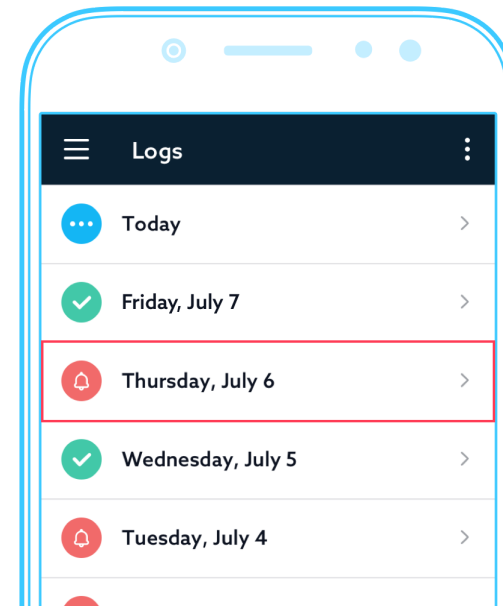 Logs
Today
Friday, July 7
Thursday, July 6
Wednesday, July 5
Tuesday, July 4